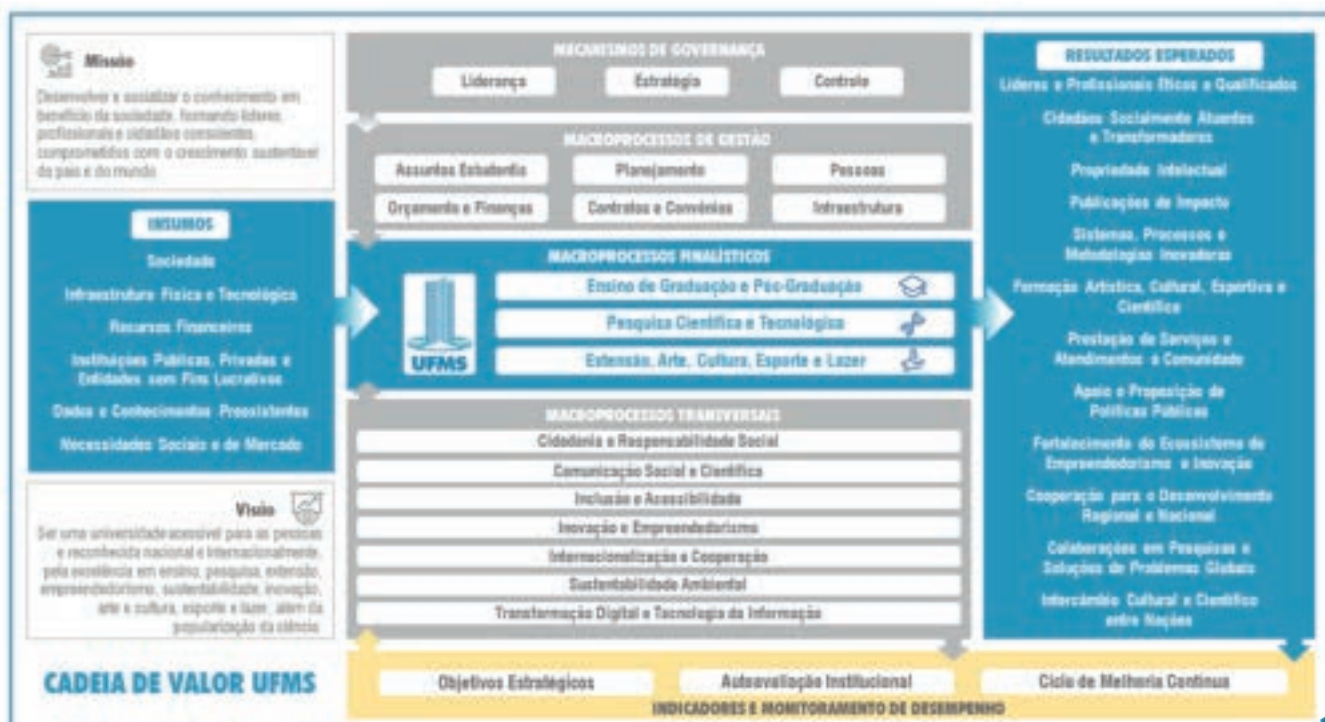 Missão
Desenvolver e socializar o conhecimento em
benefício da sociedade, formando líderes,
profissionais e cidadãos conscientes,
comprometidos com o crescimento sustentável
do país e do mundo
INSUMOS
Sociedade
Infraestrutura Física e Tecnológica
Recursos Financeiros
Instituições Públicas, Privadas e
Entidades sem Fins Lucrativos
Dados e Conhecimentos Preexistentes
Necessidades Sociais e de Mercado
Visão
Ser uma universidade acessível para as pessoas
e reconhecida nacional e internacionalmente,
pela excelência em ensino, pesquisa, extensão,
empreendedorismo, sustentabilidade, inovação,
arte e cultura, esporte e lazer, além da
popularização da ciência.
CADEIA DE VALOR UFMS
MECANISMOS DE GOVERNANÇA
Liderança
Estratégia
Controle
MACROPROCESSOS DE GESTÃO
Assuntos Estudantis
Planejamento
Pessoas
Orçamento e Finanças
Contratos e Convênios
Infraestrutura
MACROPROCESSOS FINALÍSTICOS
UFMS
Ensino de Graduação e Pós-Graduação
Pesquisa Científica e Tecnológica
Extensão, Arte, Cultura, Esporte e Lazer
MACROPROCESSOS TRANSVERSAIS
Cidadania e Responsabilidade Social
Comunicação Social e Científica
Inclusão e Acessibilidade
Inovação e Empreendedorismo
Internacionalização e Cooperação
Sustentabilidade Ambiental
Transformação Digital e Tecnologia da Informação
Objetivos Estratégicos
Autoavaliação Institucional
Ciclo de Melhoria Contínua
INDICADORES E MONITORAMENTO DE DESEMPENHO
RESULTADOS ESPERADOS
Líderes e Profissionais Éticos e Qualificados
Cidadãos Socialmente Atuantes
e Transformadores
Propriedade Intelectual
Publicações de Impacto
Sistemas, Processos e
Metodologias Inovadoras
Formação Artística, Cultural, Esportiva e
Científica
Prestação de Serviços e
Atendimentos a Comunidade
Apoio e Proposição de
Políticas Públicas
Fortalecimento do Ecossistema de
Empreendedorismo e Inovação
Cooperação para o Desenvolvimento
Regional e Nacional
Colaborações em Pesquisas e
Soluções de Problemas Globais
Intercâmbio Cultural e Científico
entre Nações